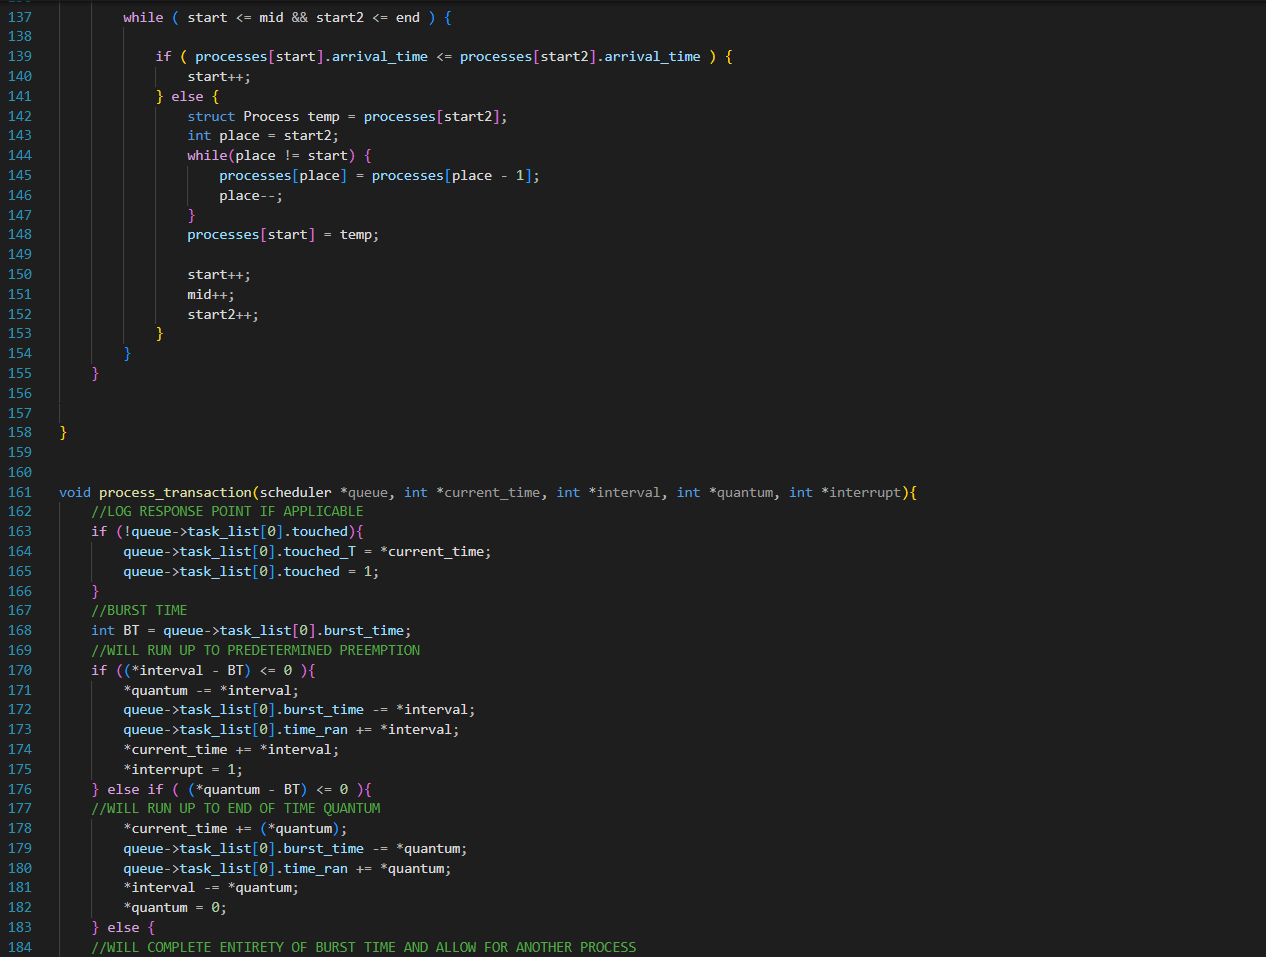 137 while ( start <= mid && start2 <= end ) {
138
139 if ( processes[start].arrival_time <= processes[start2].arrival_time ) {
140 start++;
141 } else {
142 struct Process temp = processes[start2];
143 int place = start2;
144 while(place != start) {
145 processes[place] = processes[place - 1];
146 place--;
147 }
148 processes[start] = temp;
149
150 start++;
151 mid++;
152 start2++;
153 }
154 }
155 }
156
157
158 }
159
160
161 void process_transaction(scheduler *queue, int *current_time, int *interval, int *quantum, int *interrupt){
162 //LOG RESPONSE POINT IF APPLICABLE
163 if (!queue->task_list[0].touched){
164 queue->task_list[0].touched_T = *current_time;
165 queue->task_list[0].touched = 1;
166 }
167 //BURST TIME
168 int BT = queue->task_list[0].burst_time;
169 //WILL RUN UP TO PREDETERMINED PREEMPTION
170 if ((*interval - BT) <= 0 ){
171 *quantum -= *interval;
172 queue->task_list[0].burst_time -= *interval;
173 queue->task_list[0].time_ran += *interval;
174 *current_time += *interval;
175 *interrupt = 1;
176 } else if ( (*quantum - BT) <= 0 ){
177 //WILL RUN UP TO END OF TIME QUANTUM
178 *current_time += (*quantum);
179 queue->task_list[0].burst_time -= *quantum;
180 queue->task_list[0].time_ran += *quantum;
181 *interval -= *quantum;
182 *quantum = 0;
183 } else {
184 //WILL COMPLETE ENTIRETY OF BURST TIME AND ALLOW FOR ANOTHER PROCESS